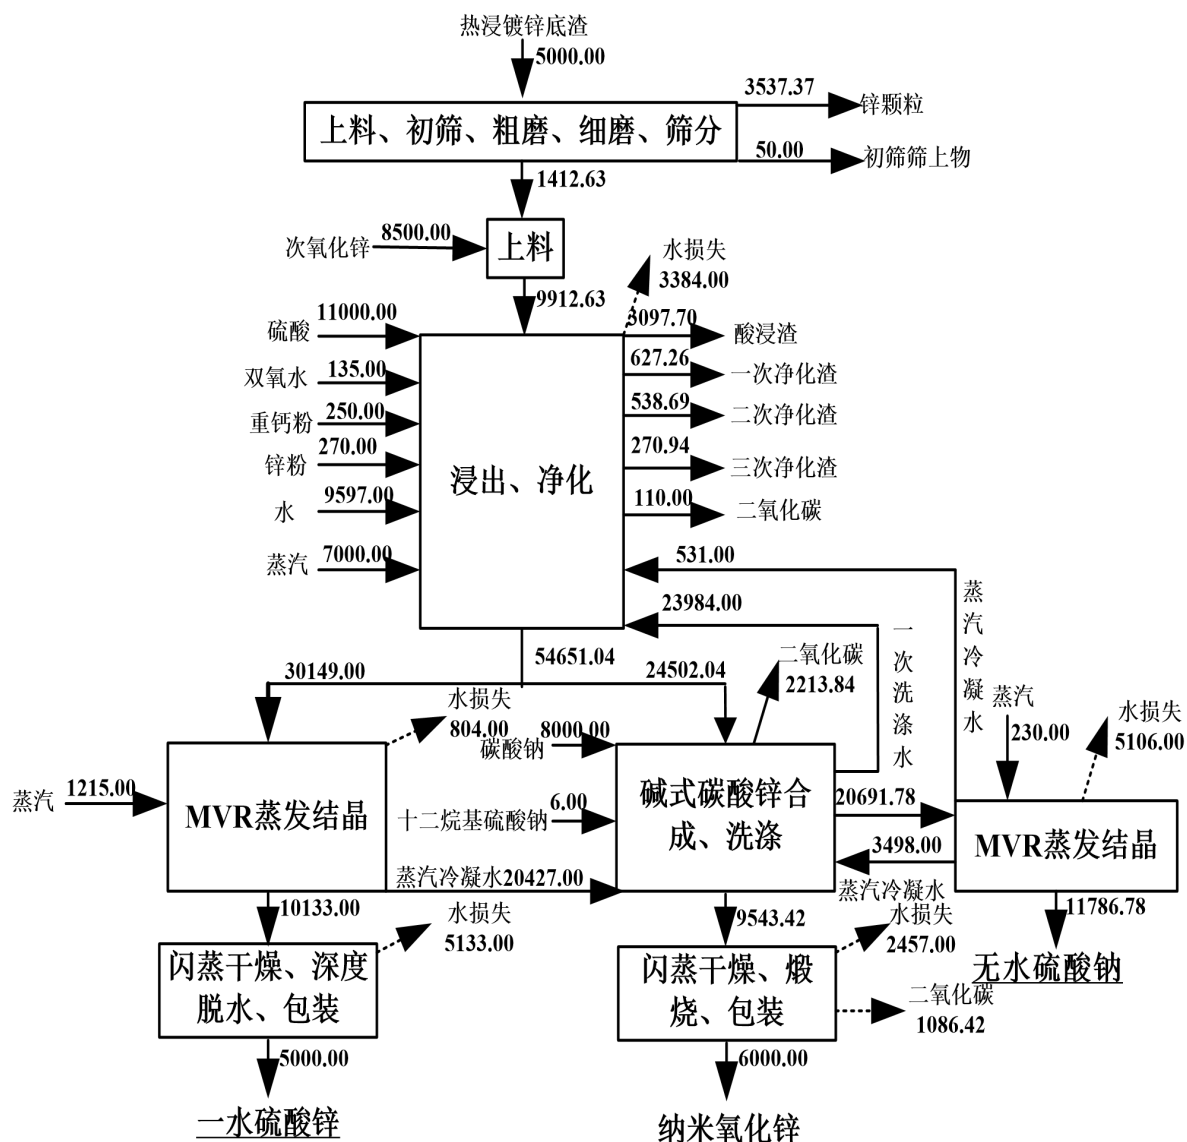 热浸镀锌底渣
5000.00
上料、初筛、粗磨、细磨、筛分
3537.37
锌颗粒
50.00
初筛筛上物
1412.63
次氧化锌
8500.00
上料
9912.63
水损失
3384.00
硫酸
11000.00
双氧水
135.00
重钙粉
250.00
锌粉
270.00
水
9597.00
蒸汽
7000.00
浸出、净化
3097.70
酸浸渣
627.26
一次净化渣
538.69
二次净化渣
270.94
三次净化渣
110.00
二氧化碳
531.00
蒸汽冷凝水
23984.00
一次洗涤水
54651.04
30149.00
24502.04
水损失
804.00
二氧化碳
2213.84
蒸汽
1215.00
MVR蒸发结晶
碳酸钠
8000.00
十二烷基硫酸钠
6.00
碱式碳酸锌合
成、洗涤
蒸汽
230.00
水损失
5106.00
20691.78
3498.00
蒸汽冷凝水
MVR蒸发结晶
蒸汽冷凝水20427.00
10133.00
水损失
5133.00
闪蒸干燥、深度
脱水、包装
5000.00
一水硫酸锌
9543.42
水损失
2457.00
闪蒸干燥、煅
烧、包装
二氧化碳
1086.42
6000.00
纳米氧化锌
11786.78
无水硫酸钠